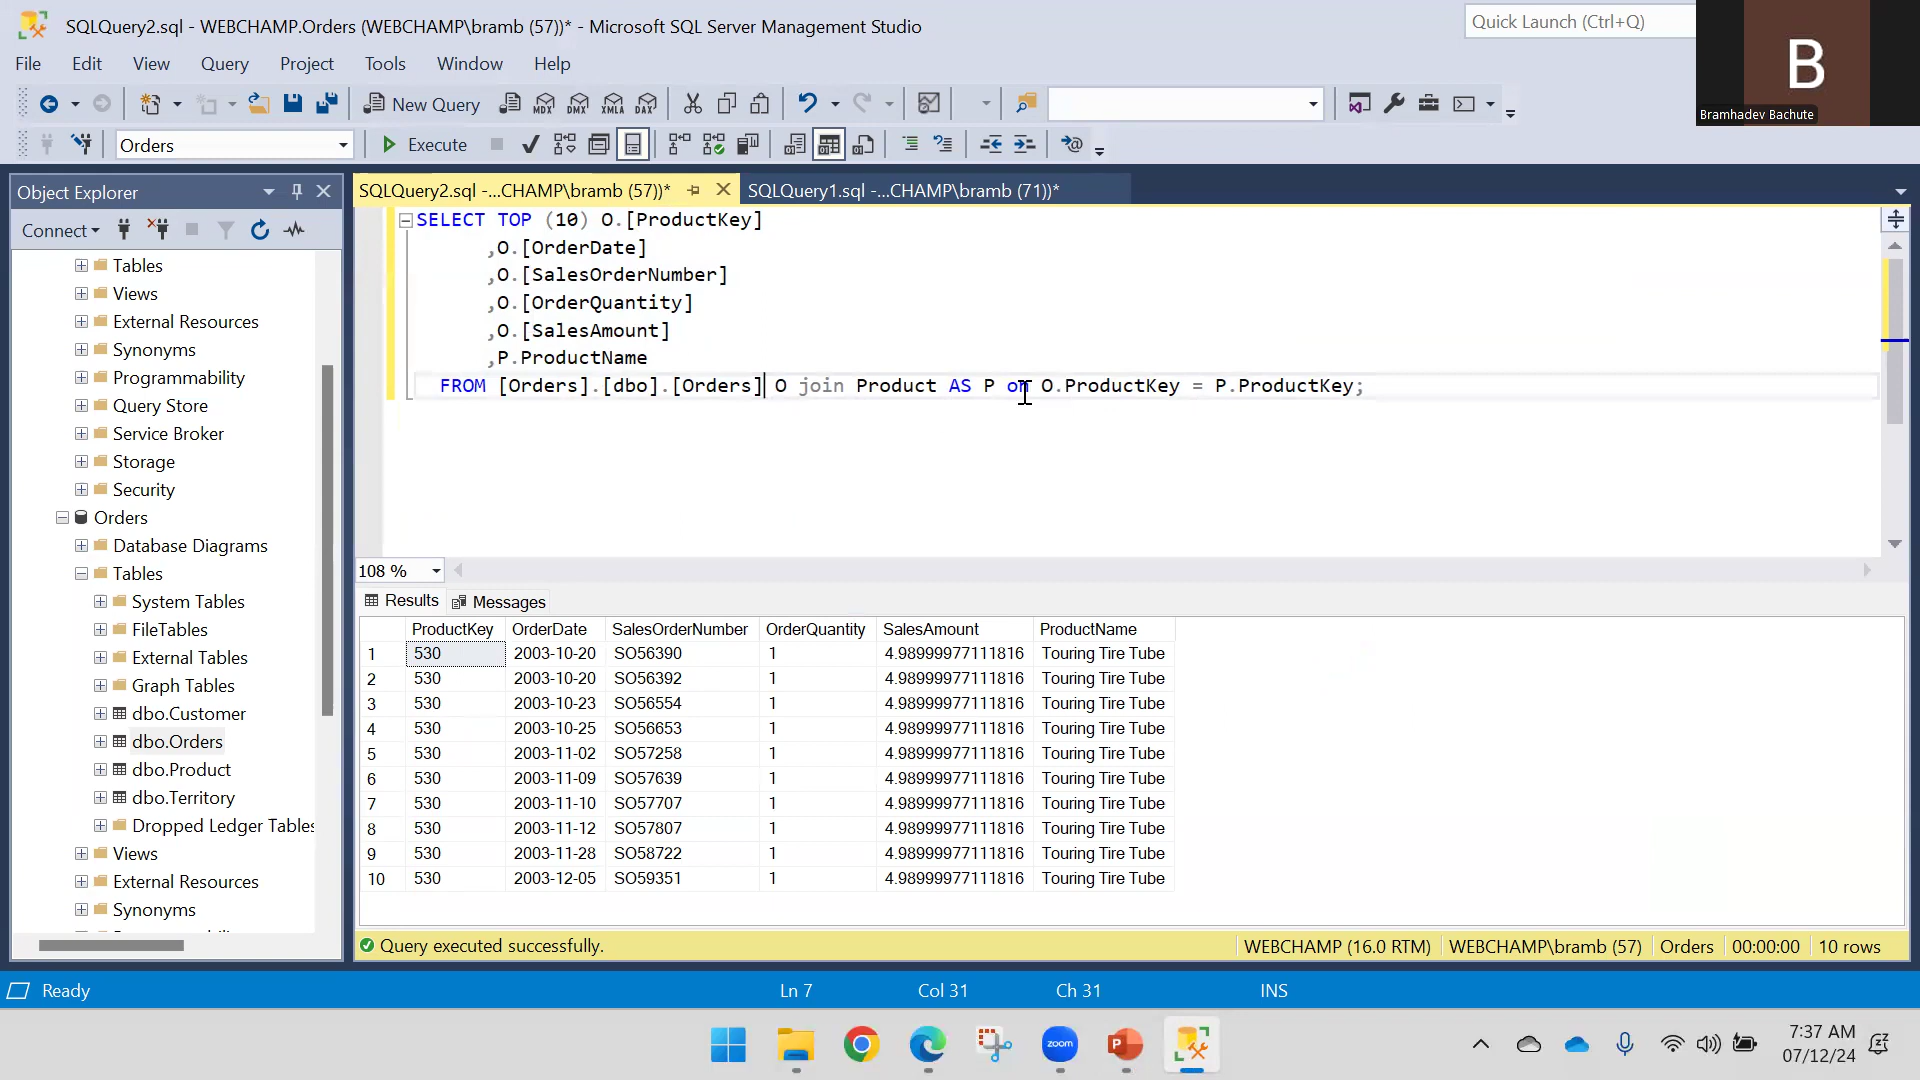 SQLQuery2.sql - WEBCHAMP.Orders (WEBCHAMP\bramb (57))* - Microsoft SQL Server Management Studio
Quick Launch (Ctrl+Q)
B
Bramhadev Bachute
File Edit View Query Project Tools Window Help
New Query MDX DMX XMLA DAX
Orders Execute
Object Explorer
SQLQuery2.sql -...CHAMP\bramb (57))* SQLQuery1.sql -...CHAMP\bramb (71))*
Connect
Tables
Views
External Resources
Synonyms
Programmability
Query Store
Service Broker
Storage
Security
Orders
Database Diagrams
Tables
System Tables
FileTables
External Tables
Graph Tables
dbo.Customer
dbo.Orders
dbo.Product
dbo.Territory
Dropped Ledger Tables
Views
External Resources
Synonyms
SELECT TOP (10) O.[ProductKey]
,O.[OrderDate]
,O.[SalesOrderNumber]
,O.[OrderQuantity]
,O.[SalesAmount]
,P.ProductName
FROM [Orders].[dbo].[Orders] O join Product AS P on O.ProductKey = P.ProductKey;
108 %
Results Messages
ProductKey OrderDate SalesOrderNumber OrderQuantity SalesAmount ProductName
1 530 2003-10-20 SO56390 1 4.98999977111816 Touring Tire Tube
2 530 2003-10-20 SO56392 1 4.98999977111816 Touring Tire Tube
3 530 2003-10-23 SO56554 1 4.98999977111816 Touring Tire Tube
4 530 2003-10-25 SO56653 1 4.98999977111816 Touring Tire Tube
5 530 2003-11-02 SO57258 1 4.98999977111816 Touring Tire Tube
6 530 2003-11-09 SO57639 1 4.98999977111816 Touring Tire Tube
7 530 2003-11-10 SO57707 1 4.98999977111816 Touring Tire Tube
8 530 2003-11-12 SO57807 1 4.98999977111816 Touring Tire Tube
9 530 2003-11-28 SO58722 1 4.98999977111816 Touring Tire Tube
10 530 2003-12-05 SO59351 1 4.98999977111816 Touring Tire Tube
Query executed successfully. WEBCHAMP (16.0 RTM) WEBCHAMP\bramb (57) Orders 00:00:00 10 rows
Ready Ln 7 Col 31 Ch 31 INS
zoom
P
7:37 AM
07/12/24